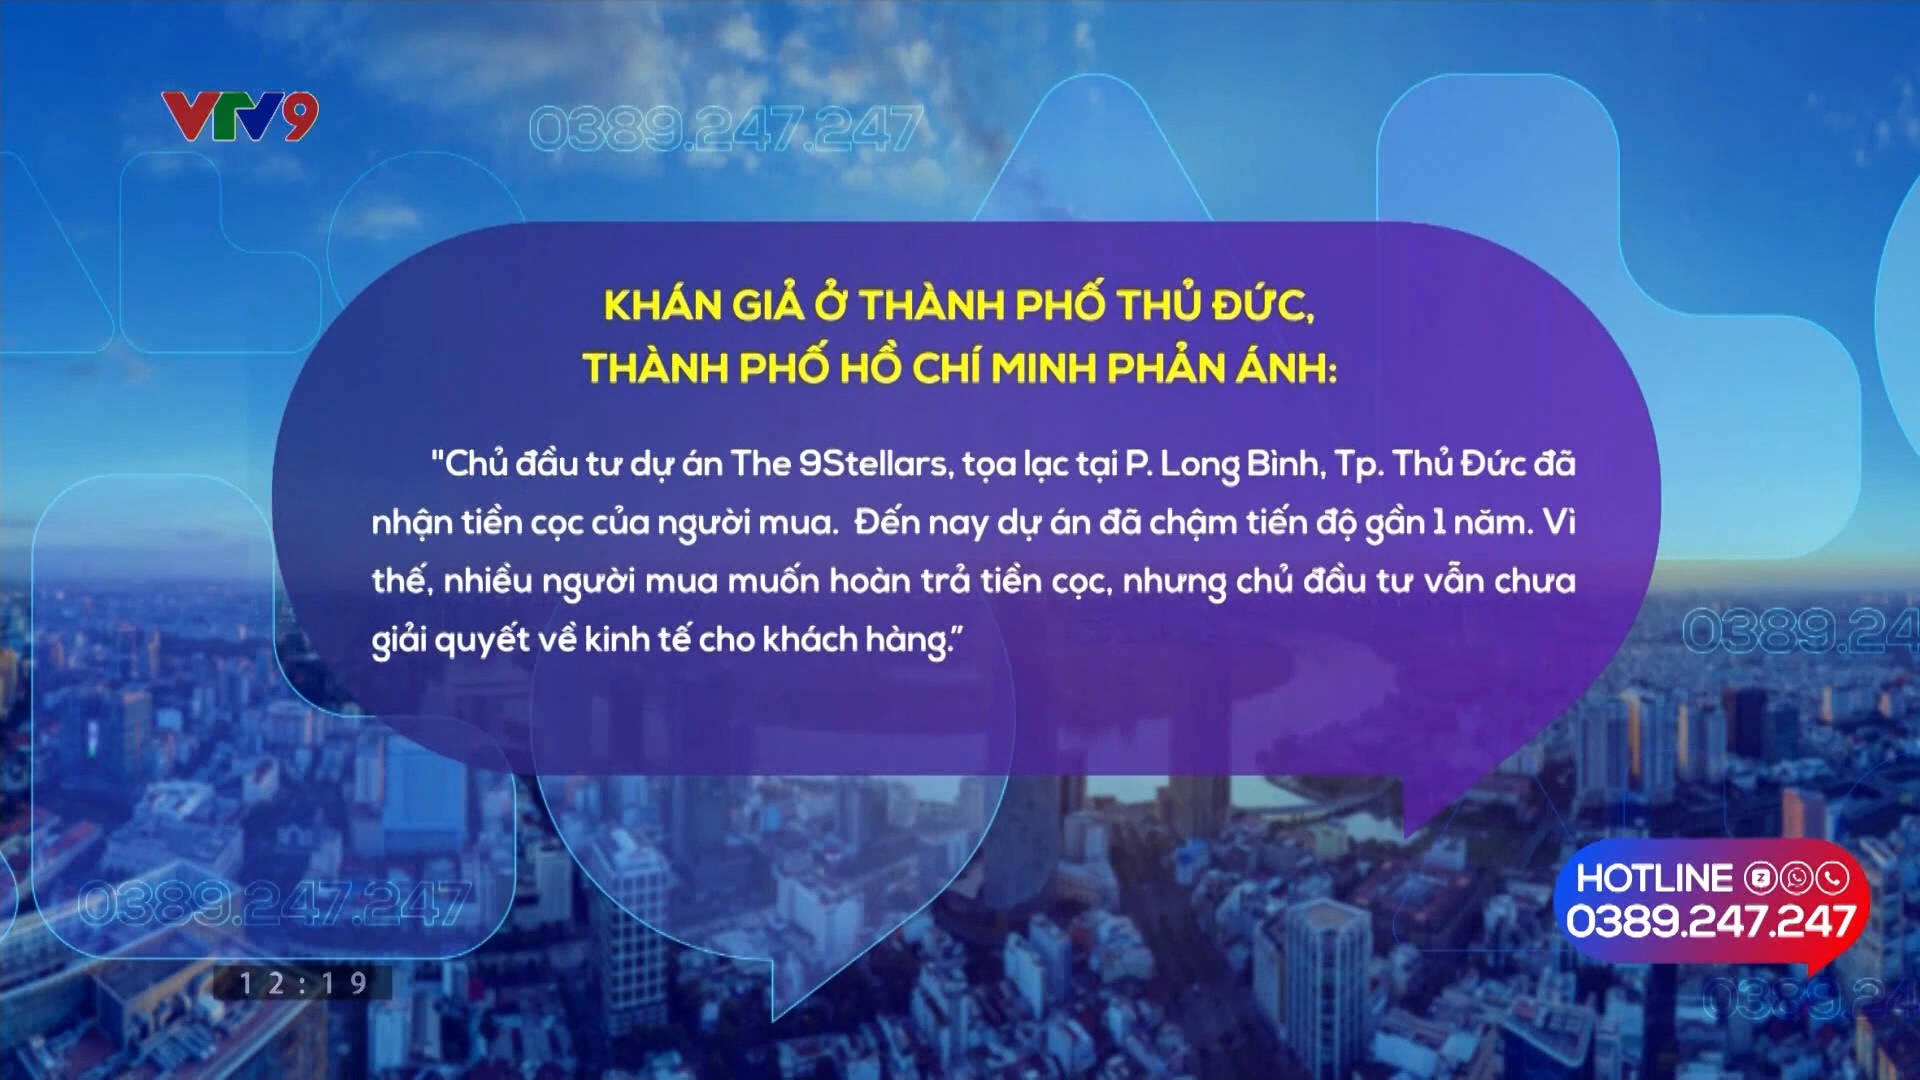 VTV9
0389.247.247
KHÁN GIẢ Ở THÀNH PHỐ THỦ ĐỨC,
THÀNH PHỐ HỒ CHÍ MINH PHẢN ÁNH:
"Chủ đầu tư dự án The 9Stellars, tọa lạc tại P. Long Bình, Tp. Thủ Đức đã
nhận tiền cọc của người mua.  Đến nay dự án đã chậm tiến độ gần 1 năm. Vì
thế, nhiều người mua muốn hoàn trả tiền cọc, nhưng chủ đầu tư vẫn chưa
giải quyết về kinh tế cho khách hàng."
0389.24
HOTLINE
0389.247.247
0389.247.247
12:19
0389.24